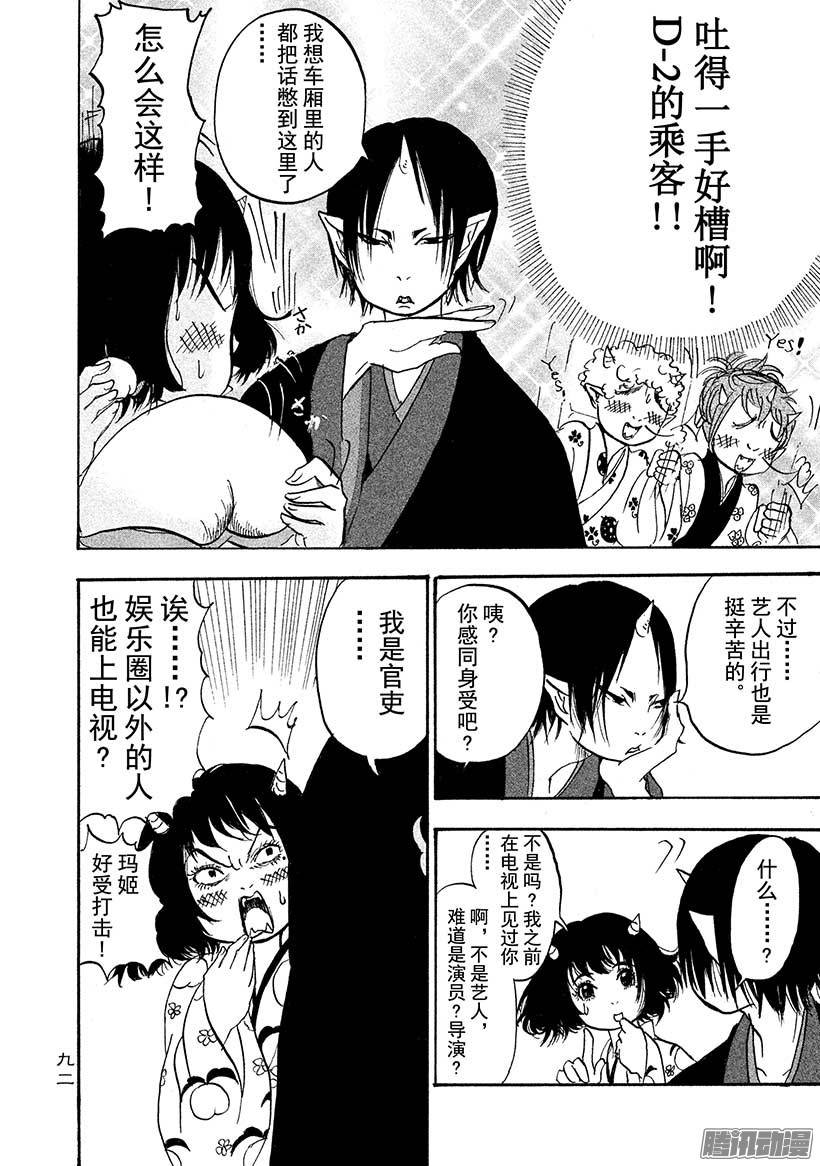 吐得一手好槽啊！
D-2的乘客!!
我想车厢里的人
都把话憋到这里了
……
怎么会这样！
さか
さか
Yes!
Yes!
不过……
艺人出行也是
挺辛苦的。
咦？
你感同身受吧？
什么……？
不是吗？我之前
在电视上见过你
……
啊，不是艺人，
难道是演员？导演？
我是官吏
……
诶……!?
娱乐圈以外的人
也能上电视？
玛姬
好受打击！
九二
腾讯动漫